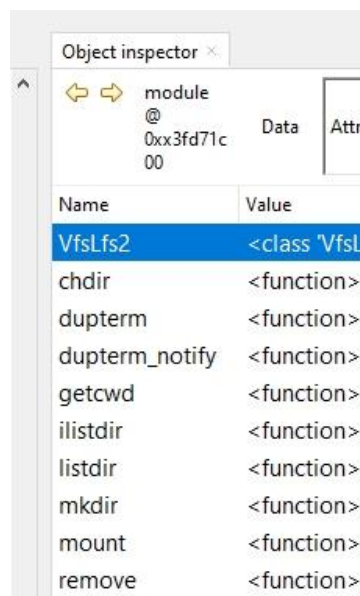 Object inspector ×
module
@
0xx3fd71c
00
Data
Attr
Name Value
VfsLfs2 <class 'VfsL
chdir <function>
dupterm <function>
dupterm_notify <function>
getcwd <function>
ilistdir <function>
listdir <function>
mkdir <function>
mount <function>
remove <function>